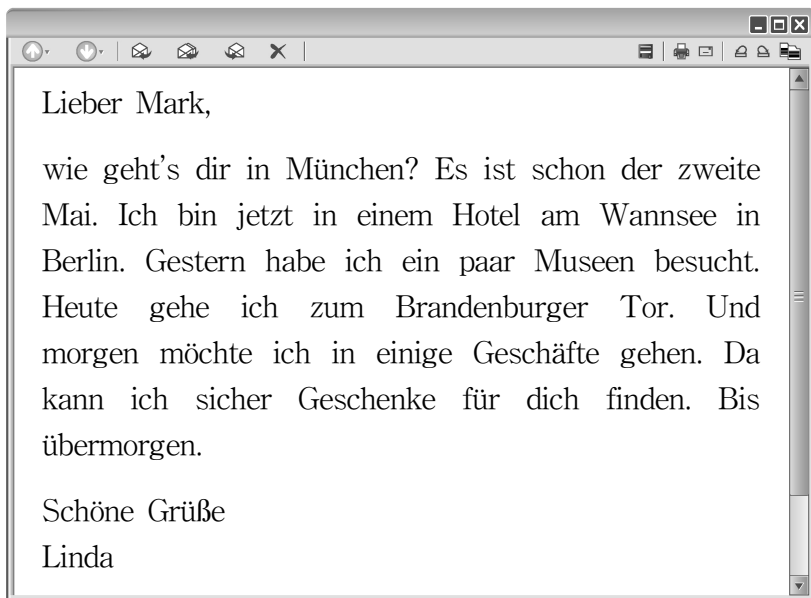 Lieber Mark,
wie geht's dir in München? Es ist schon der zweite
Mai. Ich bin jetzt in einem Hotel am Wannsee in
Berlin. Gestern habe ich ein paar Museen besucht.
Heute gehe ich zum Brandenburger Tor. Und
morgen möchte ich in einige Geschäfte gehen. Da
kann ich sicher Geschenke für dich finden. Bis
übermorgen.
Schöne Grüße
Linda